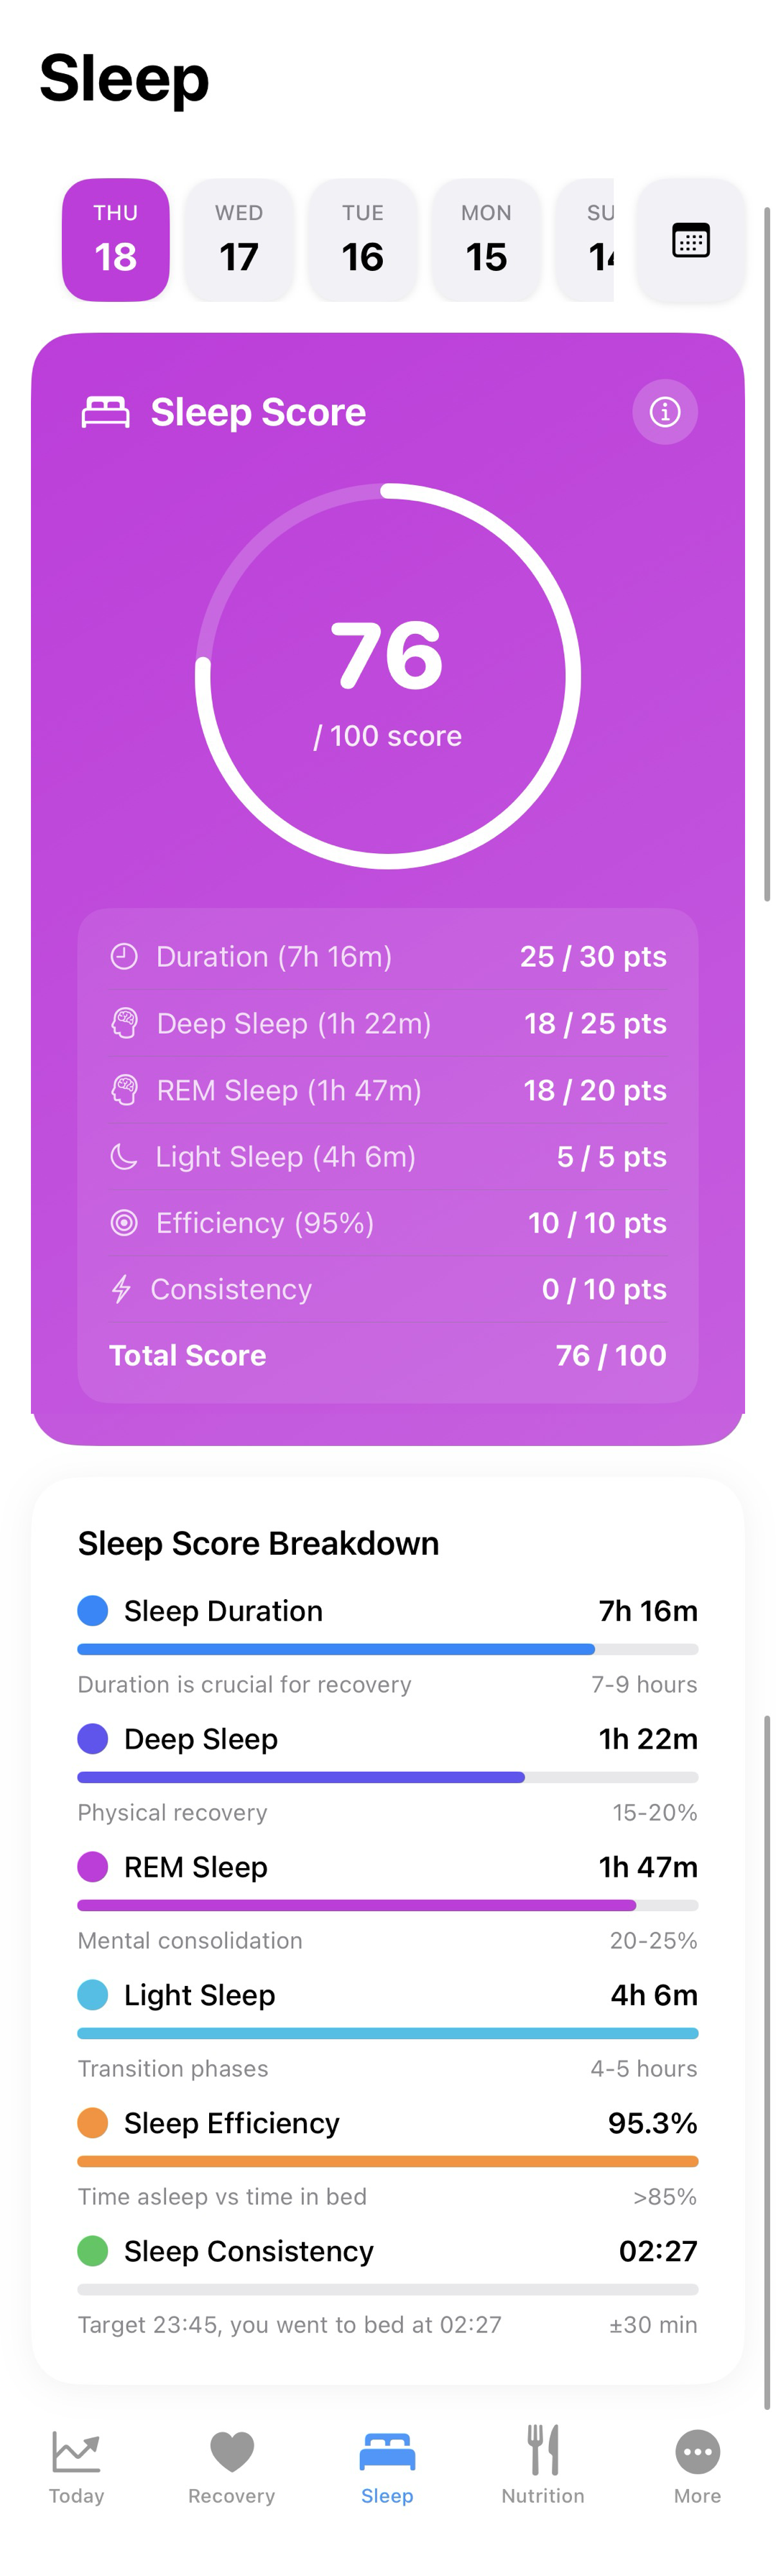 Sleep
THU WED TUE MON SU
18 17 16 15 14
Sleep Score
76
/ 100 score
Duration (7h 16m) 25 / 30 pts
Deep Sleep (1h 22m) 18 / 25 pts
REM Sleep (1h 47m) 18 / 20 pts
Light Sleep (4h 6m) 5 / 5 pts
Efficiency (95%) 10 / 10 pts
Consistency 0 / 10 pts
Total Score 76 / 100
Sleep Score Breakdown
Sleep Duration 7h 16m
Duration is crucial for recovery 7-9 hours
Deep Sleep 1h 22m
Physical recovery 15-20%
REM Sleep 1h 47m
Mental consolidation 20-25%
Light Sleep 4h 6m
Transition phases 4-5 hours
Sleep Efficiency 95.3%
Time asleep vs time in bed >85%
Sleep Consistency 02:27
Target 23:45, you went to bed at 02:27 ±30 min
Today Recovery Sleep Nutrition More